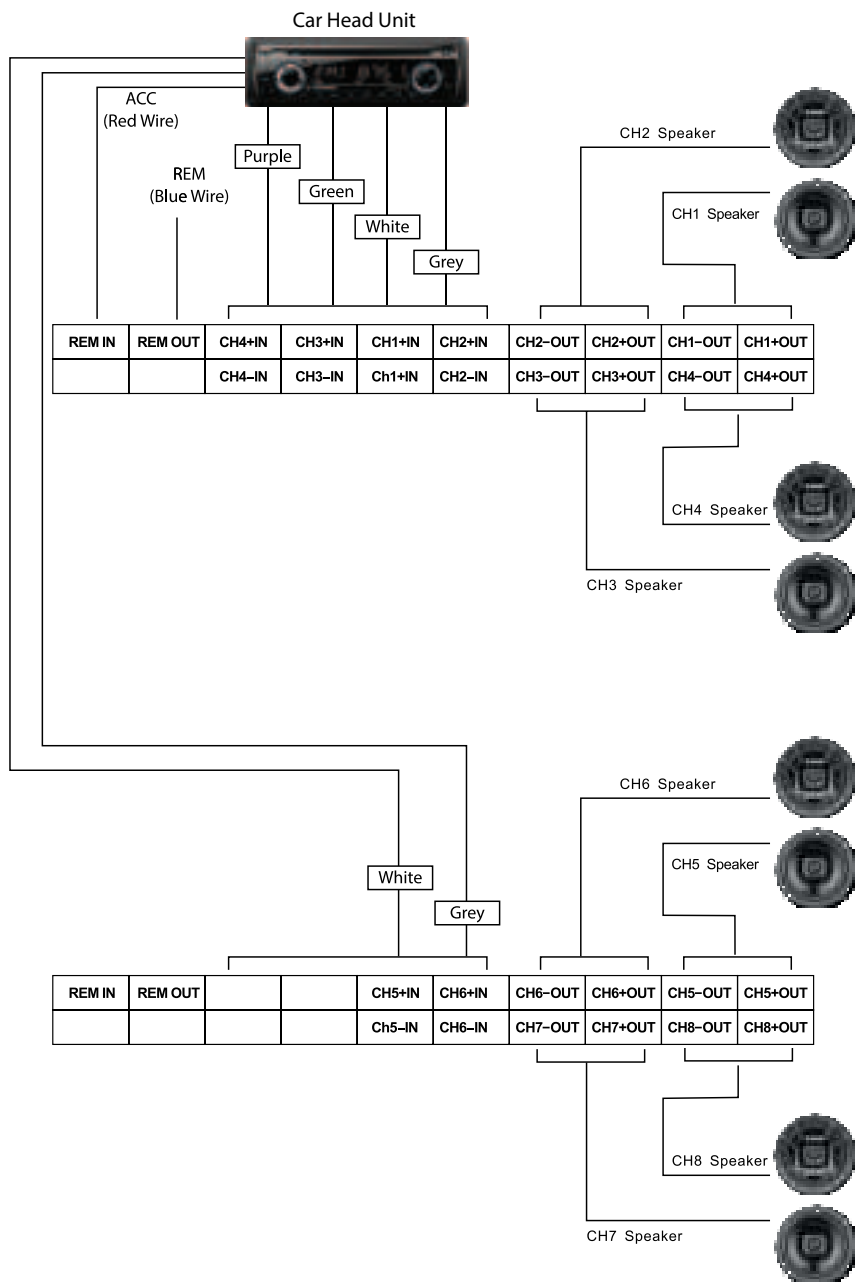 Car Head Unit
ACC
(Red Wire)
REM
(Blue Wire)
Purple
Green
White
Grey
CH2 Speaker
CH1 Speaker
REM IN REM OUT CH4+IN CH3+IN CH1+IN CH2+IN CH2−OUT CH2+OUT CH1−OUT CH1+OUT
CH4–IN CH3–IN Ch1+IN CH2–IN CH3−OUT CH3+OUT CH4−OUT CH4+OUT
CH4 Speaker
CH3 Speaker
CH6 Speaker
CH5 Speaker
White
Grey
REM IN REM OUT CH5+IN CH6+IN CH6−OUT CH6+OUT CH5−OUT CH5+OUT
Ch5–IN CH6–IN CH7−OUT CH7+OUT CH8−OUT CH8+OUT
CH8 Speaker
CH7 Speaker